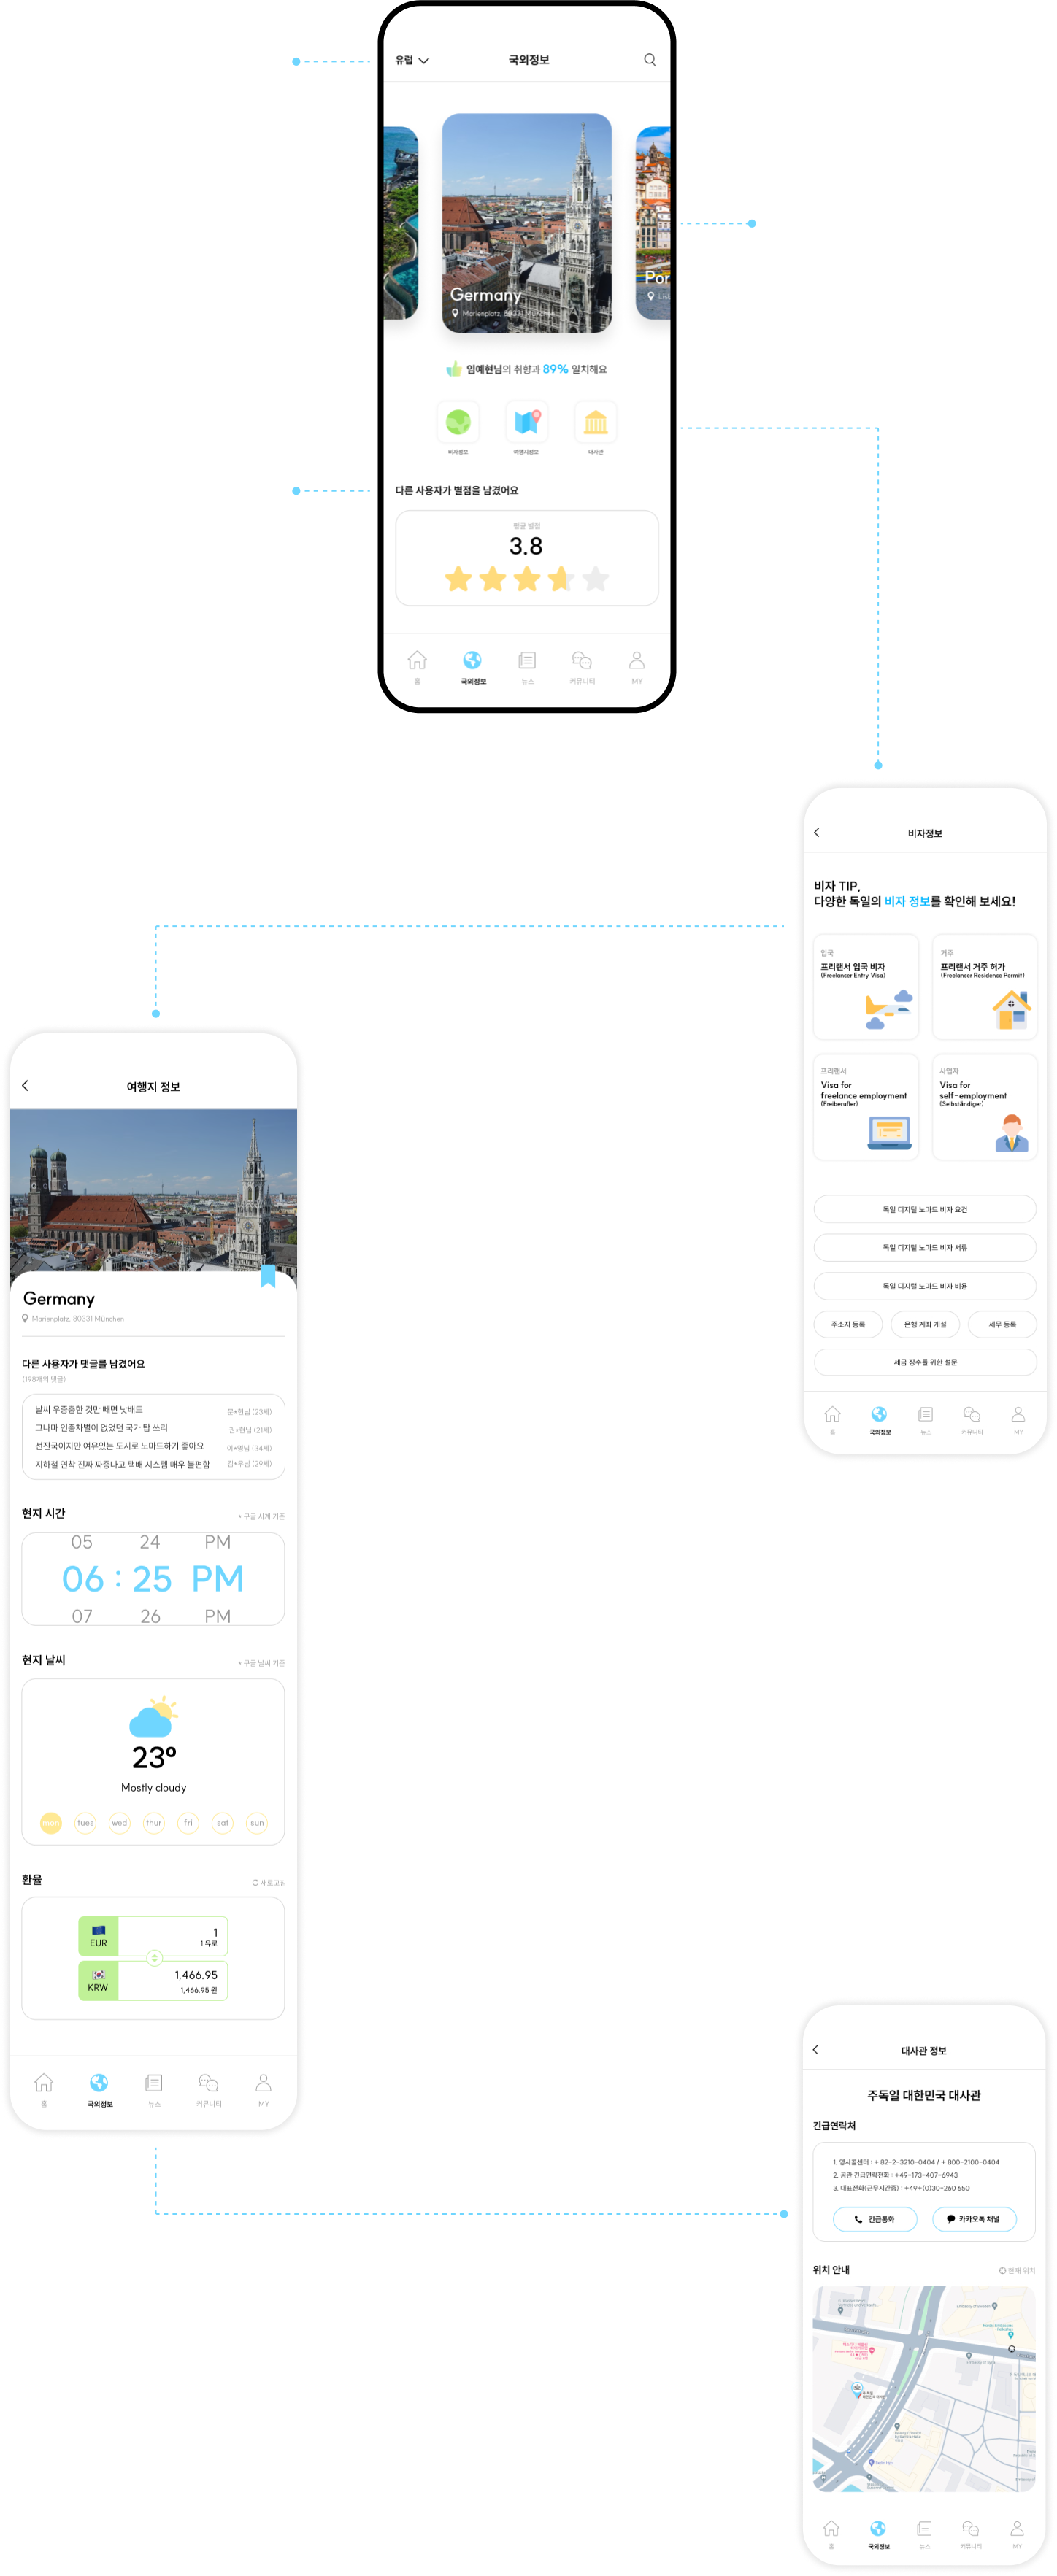 유럽
국외정보
Germany
Marienplatz, 80331 München
Por
Lisb
임예현님의 취향과 89% 일치해요
비자정보
여행지정보
대사관
다른 사용자가 별점을 남겼어요
평균 별점
3.8
홈
국외정보
뉴스
커뮤니티
MY
비자정보
비자 TIP,
다양한 독일의 비자 정보를 확인해 보세요!
입국
프리랜서 입국 비자
(Freelancer Entry Visa)
거주
프리랜서 거주 허가
(Freelancer Residence Permit)
프리랜서
Visa for
freelance employment
(Freiberufler)
사업자
Visa for
self-employment
(Selbständiger)
독일 디지털 노마드 비자 요건
독일 디지털 노마드 비자 서류
독일 디지털 노마드 비자 비용
주소지 등록
은행 계좌 개설
세무 등록
세금 징수를 위한 설문
홈
국외정보
뉴스
커뮤니티
MY
여행지 정보
Germany
Marienplatz, 80331 München
다른 사용자가 댓글를 남겼어요
(198개의 댓글)
날씨 우중충한 것만 빼면 낫배드
문*현님 (23세)
그나마 인종차별이 없었던 국가 탑 쓰리
권*현님 (21세)
선진국이지만 여유있는 도시로 노마드하기 좋아요
이*영님 (34세)
지하철 연착 진짜 짜증나고 택배 시스템 매우 불편함
김*우님 (29세)
현지 시간
* 구글 시계 기준
05 24 PM
06 : 25 PM
07 26 PM
현지 날씨
* 구글 날씨 기준
23°
Mostly cloudy
mon tues wed thur fri sat sun
환율
새로고침
EUR
1
1 유로
KRW
1,466.95
1,466.95 원
홈
국외정보
뉴스
커뮤니티
MY
대사관 정보
주독일 대한민국 대사관
긴급연락처
1. 영사콜센터 : + 82-2-3210-0404 / + 800-2100-0404
2. 공관 긴급연락전화 : +49-173-407-6943
3. 대표전화(근무시간중) : +49+(0)30-260 650
긴급통화
카카오톡 채널
위치 안내
현재 위치
홈
국외정보
뉴스
커뮤니티
MY